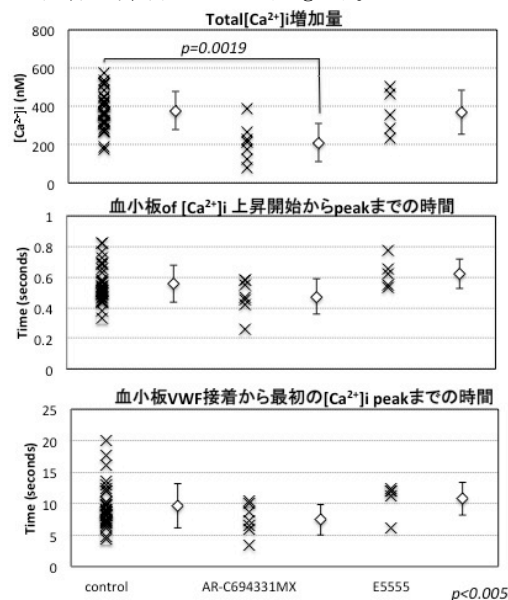 Total[Ca²⁺]i増加量
800
600
400
200
0
[Ca²⁺]i (nM)
p=0.0019
血小板of [Ca²⁺]i 上昇開始からpeakまでの時間
1
0.8
0.6
0.4
0.2
0
Time (seconds)
血小板VWF接着から最初の[Ca²⁺]i peakまでの時間
25
20
15
10
5
0
Time (seconds)
control AR-C694331MX E5555 p<0.005